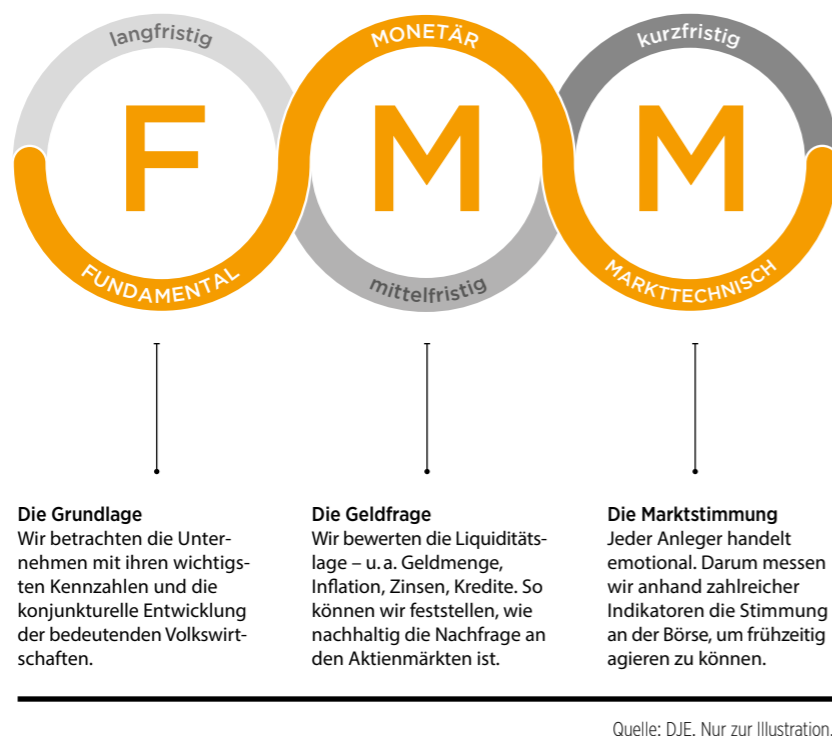 langfristig
MONETÄR
kurzfristig
F
M
M
FUNDAMENTAL
mittelfristig
MARKTTECHNISCH
Die Grundlage
Wir betrachten die Unter-
nehmen mit ihren wichtigs-
ten Kennzahlen und die
konjunkturelle Entwicklung
der bedeutenden Volkswirt-
schaften.
Die Geldfrage
Wir bewerten die Liquiditäts-
lage – u. a. Geldmenge,
Inflation, Zinsen, Kredite. So
können wir feststellen, wie
nachhaltig die Nachfrage an
den Aktienmärkten ist.
Die Marktstimmung
Jeder Anleger handelt
emotional. Darum messen
wir anhand zahlreicher
Indikatoren die Stimmung
an der Börse, um frühzeitig
agieren zu können.
Quelle: DJE. Nur zur Illustration.